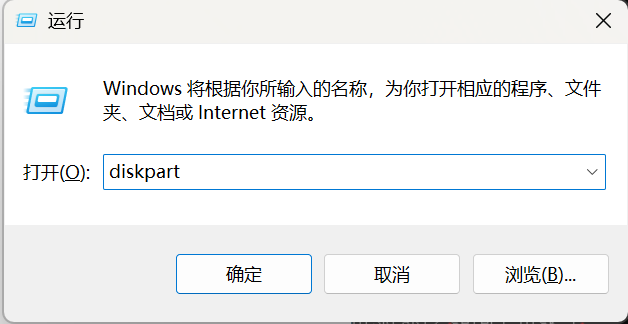 运行
Windows 将根据你所输入的名称，为你打开相应的程序、文件
夹、文档或 Internet 资源。
打开(O): diskpart
确定 取消 浏览(B)...